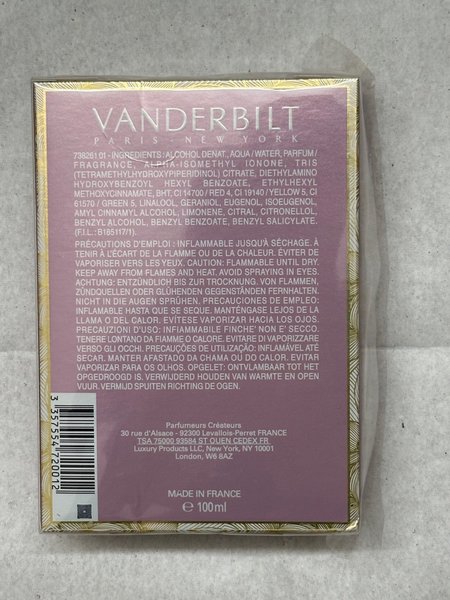 VANDERBILT
PARIS - NEW YORK
738261 01 - INGREDIENTS : ALCOHOL DENAT., AQUA / WATER, PARFUM /
FRAGRANCE, ALPHA-ISOMETHYL IONONE, TRIS
(TETRAMETHYLHYDROXYPIPERIDINOL) CITRATE, DIETHYLAMINO
HYDROXYBENZOYL HEXYL BENZOATE, ETHYLHEXYL
METHOXYCINNAMATE, BHT. CI 14700 / RED 4, CI 19140 / YELLOW 5, CI
61570 / GREEN 5, LINALOOL, GERANIOL, EUGENOL, ISOEUGENOL,
AMYL CINNAMYL ALCOHOL; LIMONENE, CITRAL, CITRONELLOL,
BENZYL ALCOHOL, BENZYL BENZOATE, BENZYL SALICYLATE.
(F.I.L.: B165117/1).
PRÉCAUTIONS D'EMPLOI : INFLAMMABLE JUSQU'À SÉCHAGE. À
TENIR À L'ÉCART DE LA FLAMME OU DE LA CHALEUR. ÉVITER DE
VAPORISER VERS LES YEUX. CAUTION: FLAMMABLE UNTIL DRY.
KEEP AWAY FROM FLAMES AND HEAT, AVOID SPRAYING IN EYES.
ACHTUNG: ENTZÜNDLICH BIS ZUR TROCKNUNG. VON FLAMMEN,
ZÜNDQUELLEN ODER GLÜHENDEN GEGENSTÄNDEN FERNHALTEN.
NICHT IN DIE AUGEN SPRÜHEN. PRECAUCIONES DE EMPLEO:
INFLAMABLE HASTA QUE SE SEQUE. MANTÉNGASE LEJOS DE LA
LLAMA O DEL CALOR. EVÍTESE VAPORIZAR HACIA LOS OJOS.
PRECAUZIONI D'USO: INFIAMMABILE FINCHE' NON E' SECCO.
TENERE LONTANO DA FIAMME O CALORE. EVITARE DI VAPORIZZARE
VERSO GLI OCCHI. PRECAUÇÕES DE UTILIZAÇÃO: INFLAMÁVEL ATÉ
SECAR. MANTER AFASTADO DA CHAMA OU DO CALOR. EVITAR
VAPORIZAR PARA OS OLHOS. OPGELET: ONTVLAMBAAR TOT HET
OPGEDROOGD IS. VERWIJDERD HOUDEN VAN WARMTE EN OPEN
VUUR. VERMIJD SPUITEN RICHTING DE OGEN.
Parfumeurs Créateurs
30 rue d'Alsace - 92300 Levallois-Perret FRANCE
TSA 75000 93584 ST OUEN CEDEX FR
Luxury Products LLC, New York, NY 10001
London, W6 8AZ
MADE IN FRANCE
℮ 100 ml
3 357554 720012